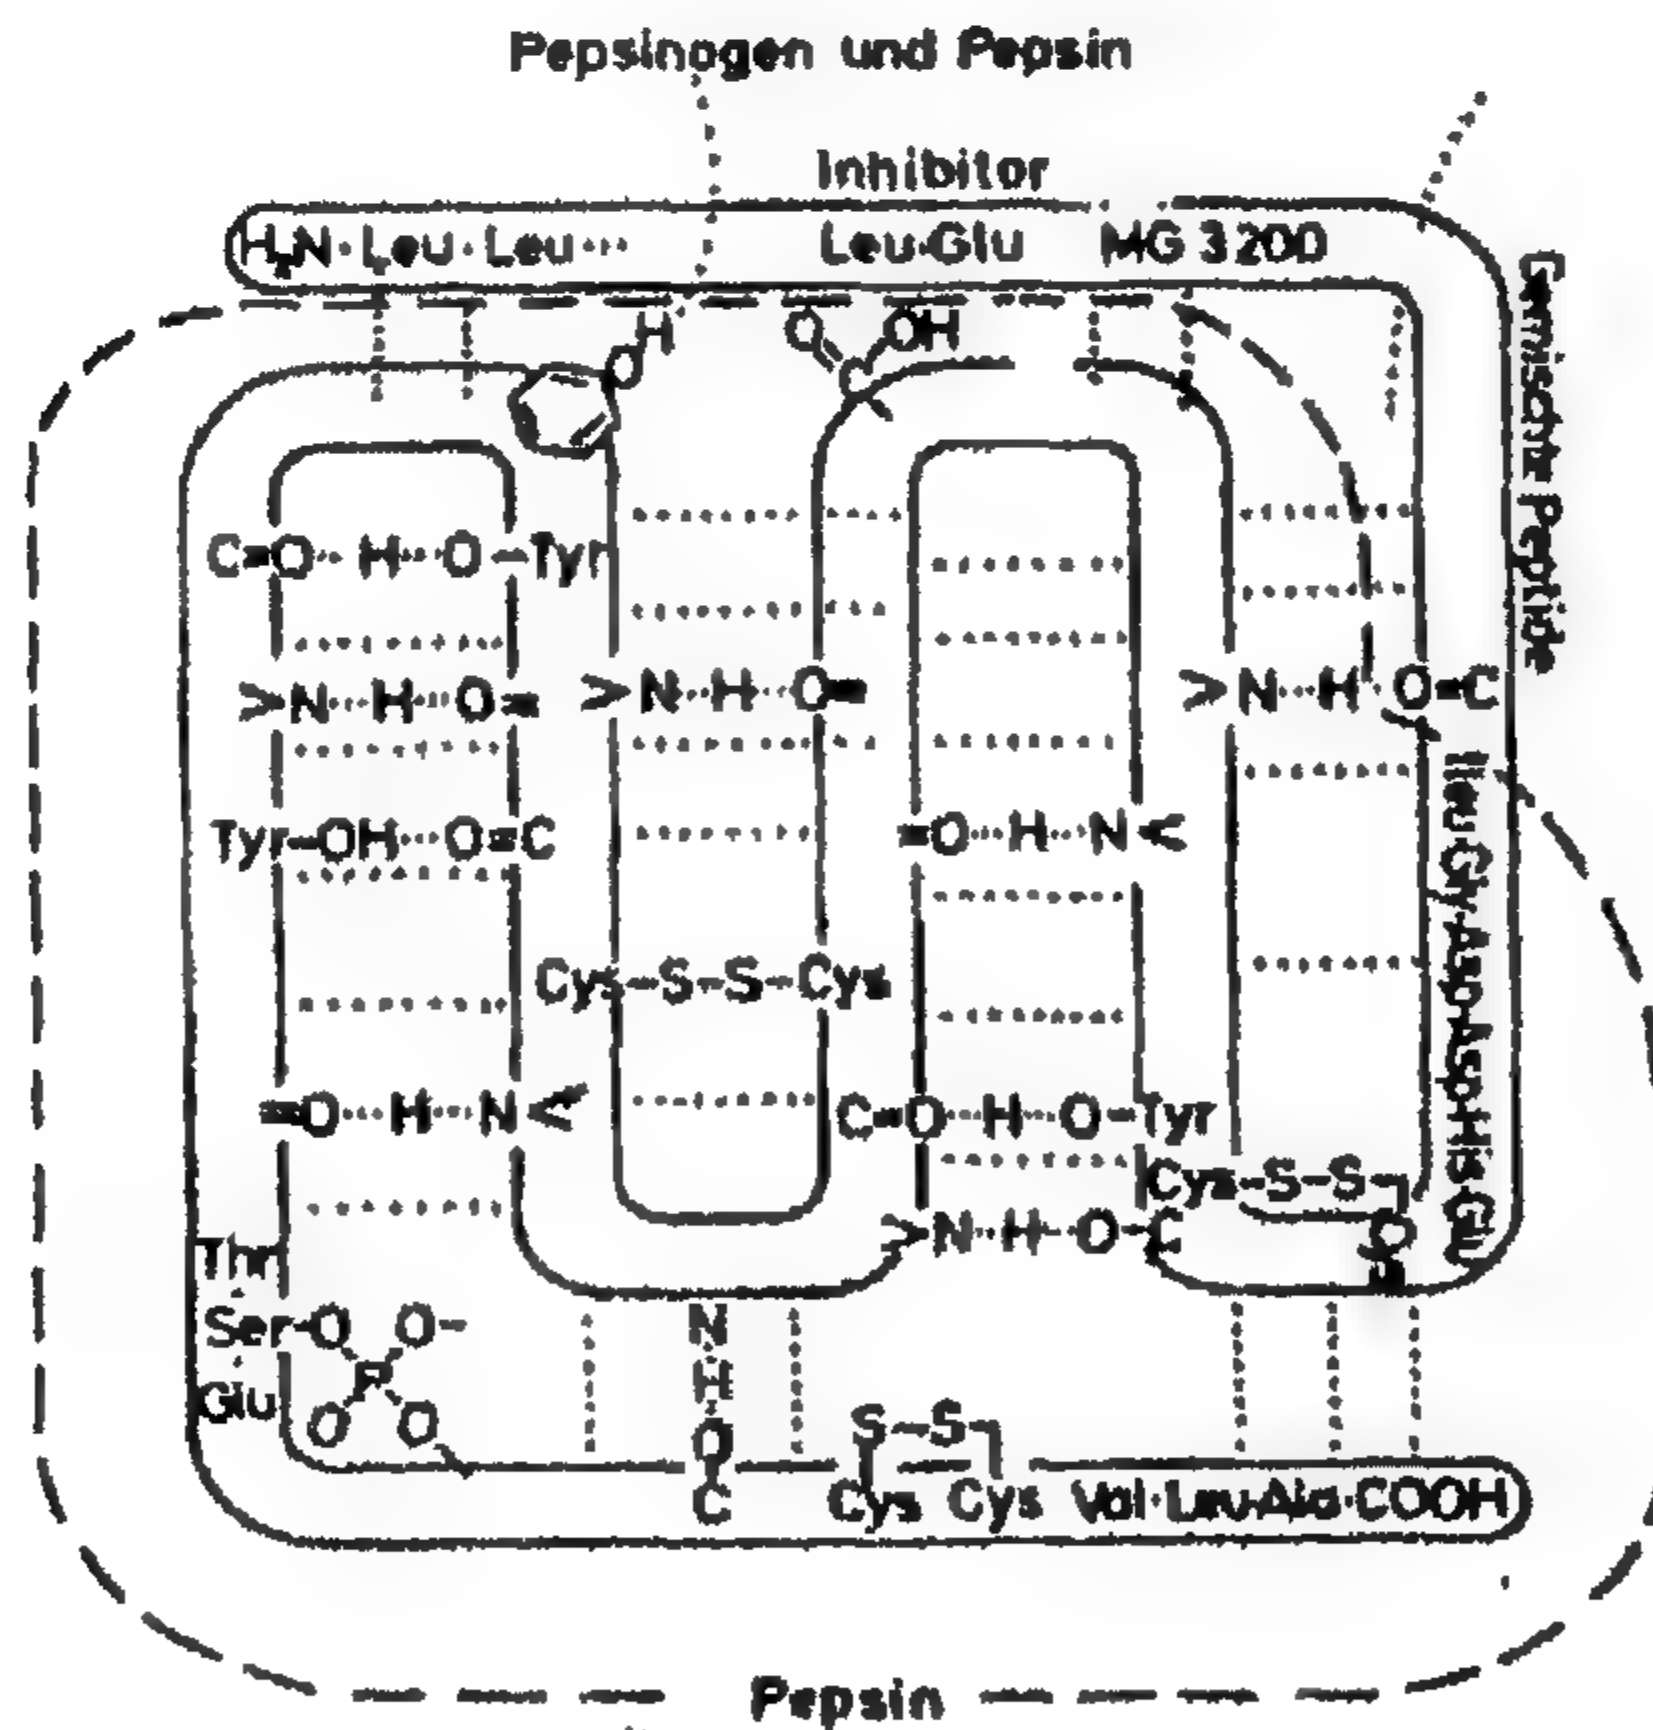 Pepsinogen und Pepsin
Inhibitor
H₂N·Leu·Leu··· Leu·Glu MG 3200
Gemischte Peptide
H
O
O OH
C
C=O··H···O-Tyr
>N···H···O=
>N··H··O=
>N···H··O=C
Tyr-OH···O=C
=O···H···N<
Ileu·Gly·Asp·Asp·His·Glu
Cys-S-S-Cys
=O···H···N<
C=O··H··O-Tyr
Cys-S-S
Cys
>N··H··O-C
Thr
Ser-O O-
P
Glu O O
N
H
O
C
S-S
Cys Cys Val·Leu·Ala·COOH
Pepsin